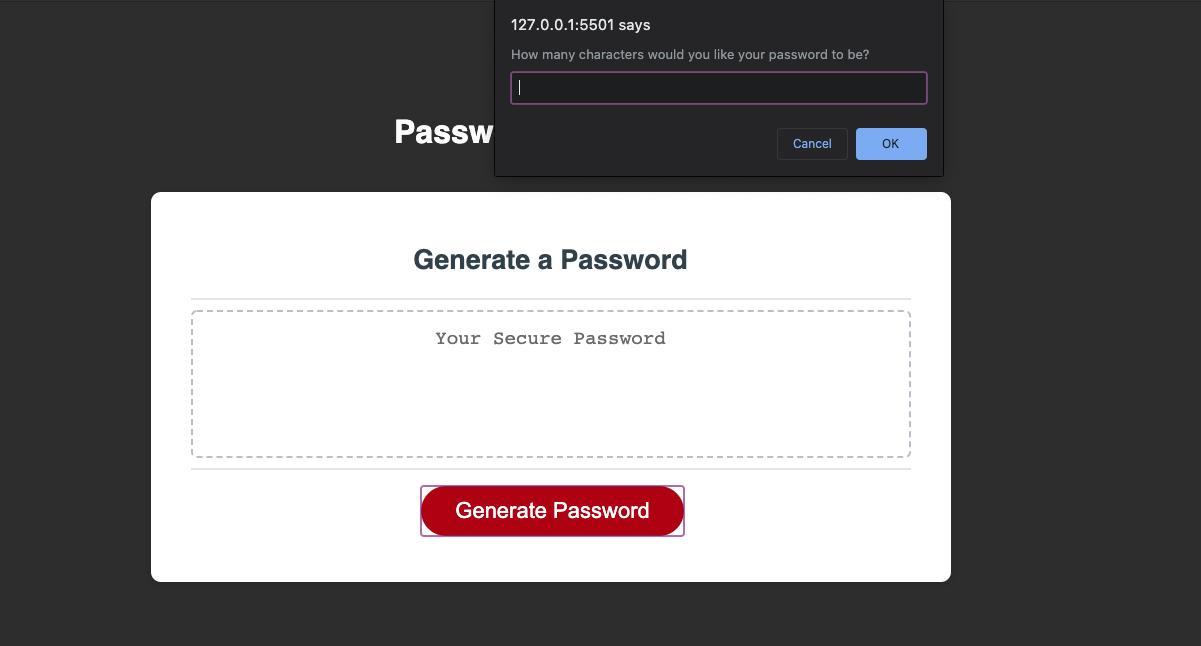 127.0.0.1:5501 says
How many characters would you like your password to be?
Cancel
OK
Passw
Generate a Password
Your Secure Password
Generate Password